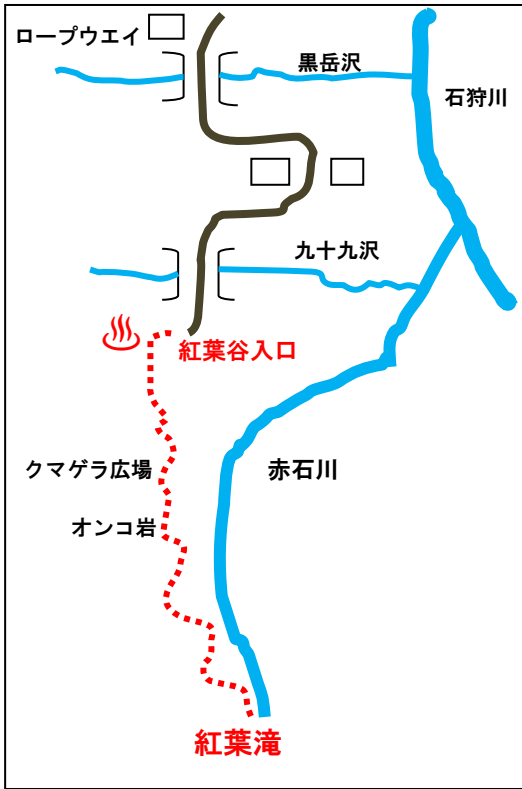 ロープウエイ
黒岳沢
石狩川
九十九沢
紅葉谷入口
クマゲラ広場
赤石川
オンコ岩
紅葉滝